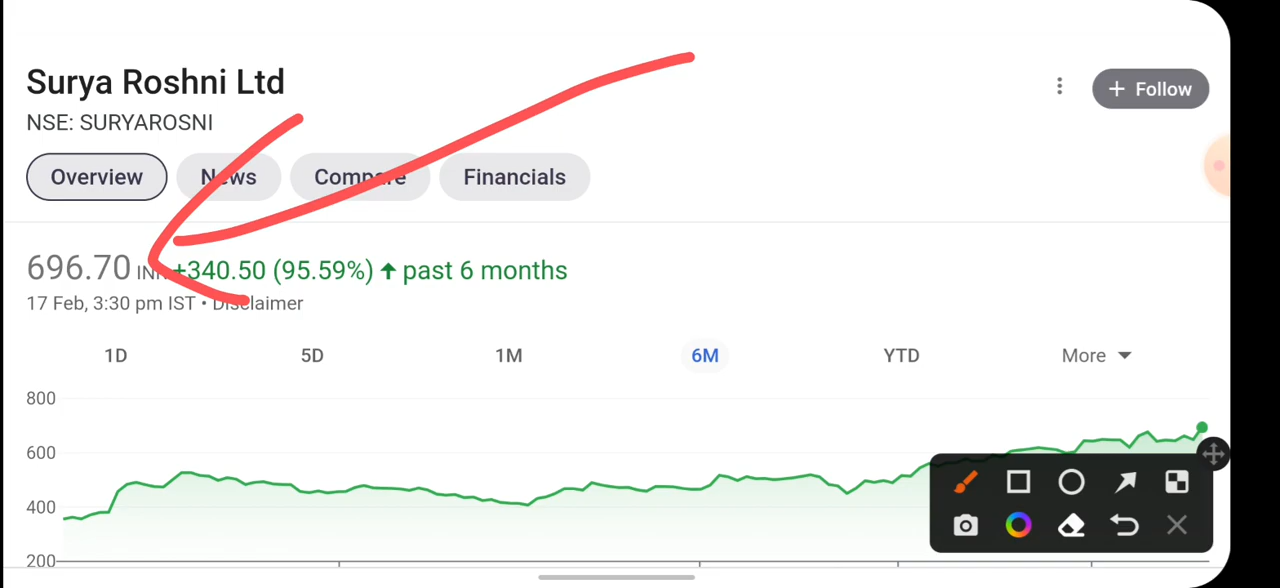 Surya Roshni Ltd
NSE: SURYAROSNI
+ Follow
Overview News Compare Financials
696.70 INR +340.50 (95.59%) ↑ past 6 months
17 Feb, 3:30 pm IST • Disclaimer
1D 5D 1M 6M YTD More
800
600
400
200